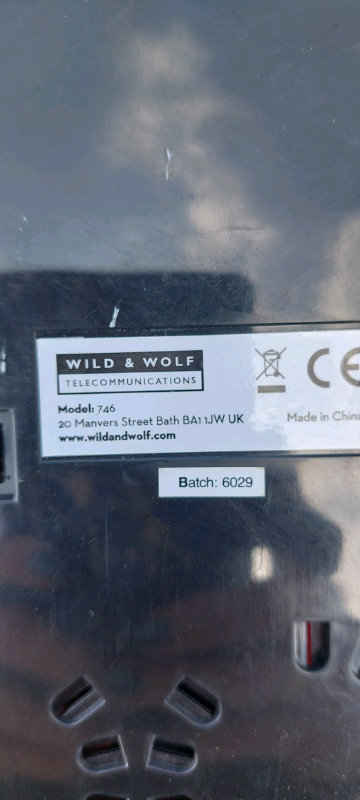 WILD & WOLF
TELECOMMUNICATIONS
Model: 746
20 Manvers Street Bath BA1 1JW UK
www.wildandwolf.com
CE
Made in China
Batch: 6029